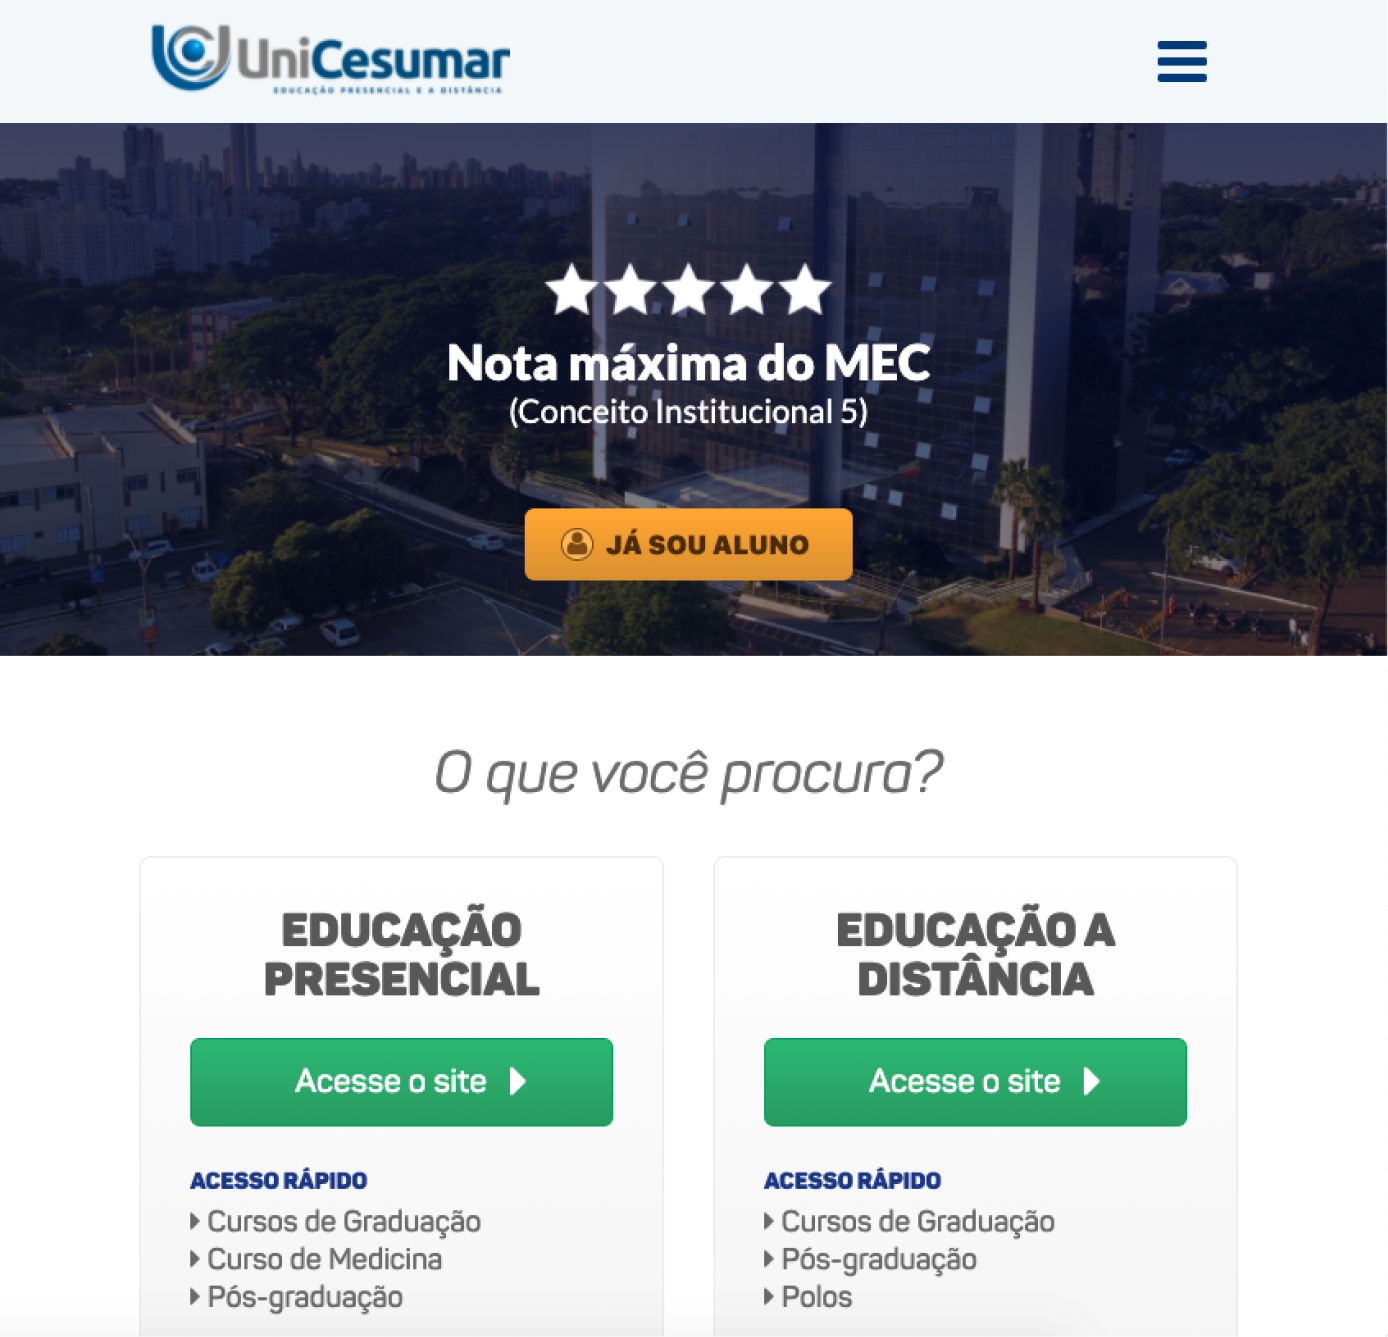 UniCesumar
EDUCAÇÃO PRESENCIAL E A DISTÂNCIA
Nota máxima do MEC
(Conceito Institucional 5)
JÁ SOU ALUNO
O que você procura?
EDUCAÇÃO
PRESENCIAL
Acesse o site
ACESSO RÁPIDO
Cursos de Graduação
Curso de Medicina
Pós-graduação
EDUCAÇÃO A
DISTÂNCIA
Acesse o site
ACESSO RÁPIDO
Cursos de Graduação
Pós-graduação
Polos